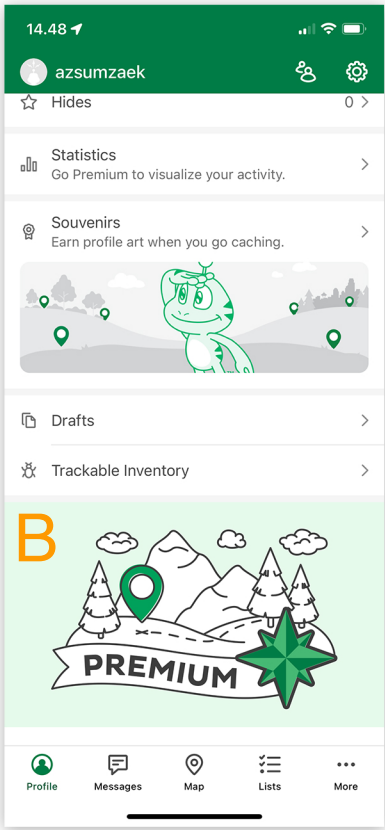 14.48
azsumzaek
Hides 0
Statistics
Go Premium to visualize your activity.
Souvenirs
Earn profile art when you go caching.
Drafts
Trackable Inventory
B
PREMIUM
Profile Messages Map Lists More